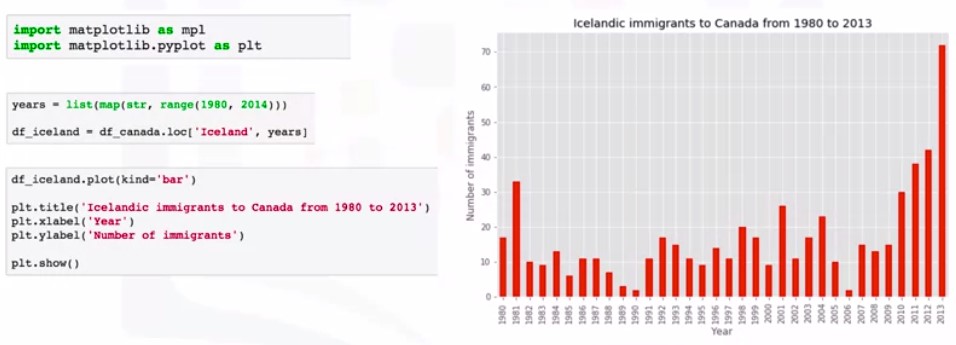 import matplotlib as mpl
import matplotlib.pyplot as plt
years = list(map(str, range(1980, 2014)))
df_iceland = df_canada.loc['Iceland', years]
df_iceland.plot(kind='bar')
plt.title('Icelandic immigrants to Canada from 1980 to 2013')
plt.xlabel('Year')
plt.ylabel('Number of immigrants')
plt.show()
Icelandic immigrants to Canada from 1980 to 2013
Number of immigrants
70
60
50
40
30
20
10
0
1980 1981 1982 1983 1984 1985 1986 1987 1988 1989 1990 1991 1992 1993 1994 1995 1996 1997 1998 1999 2000 2001 2002 2003 2004 2005 2006 2007 2008 2009 2010 2011 2012 2013
Year